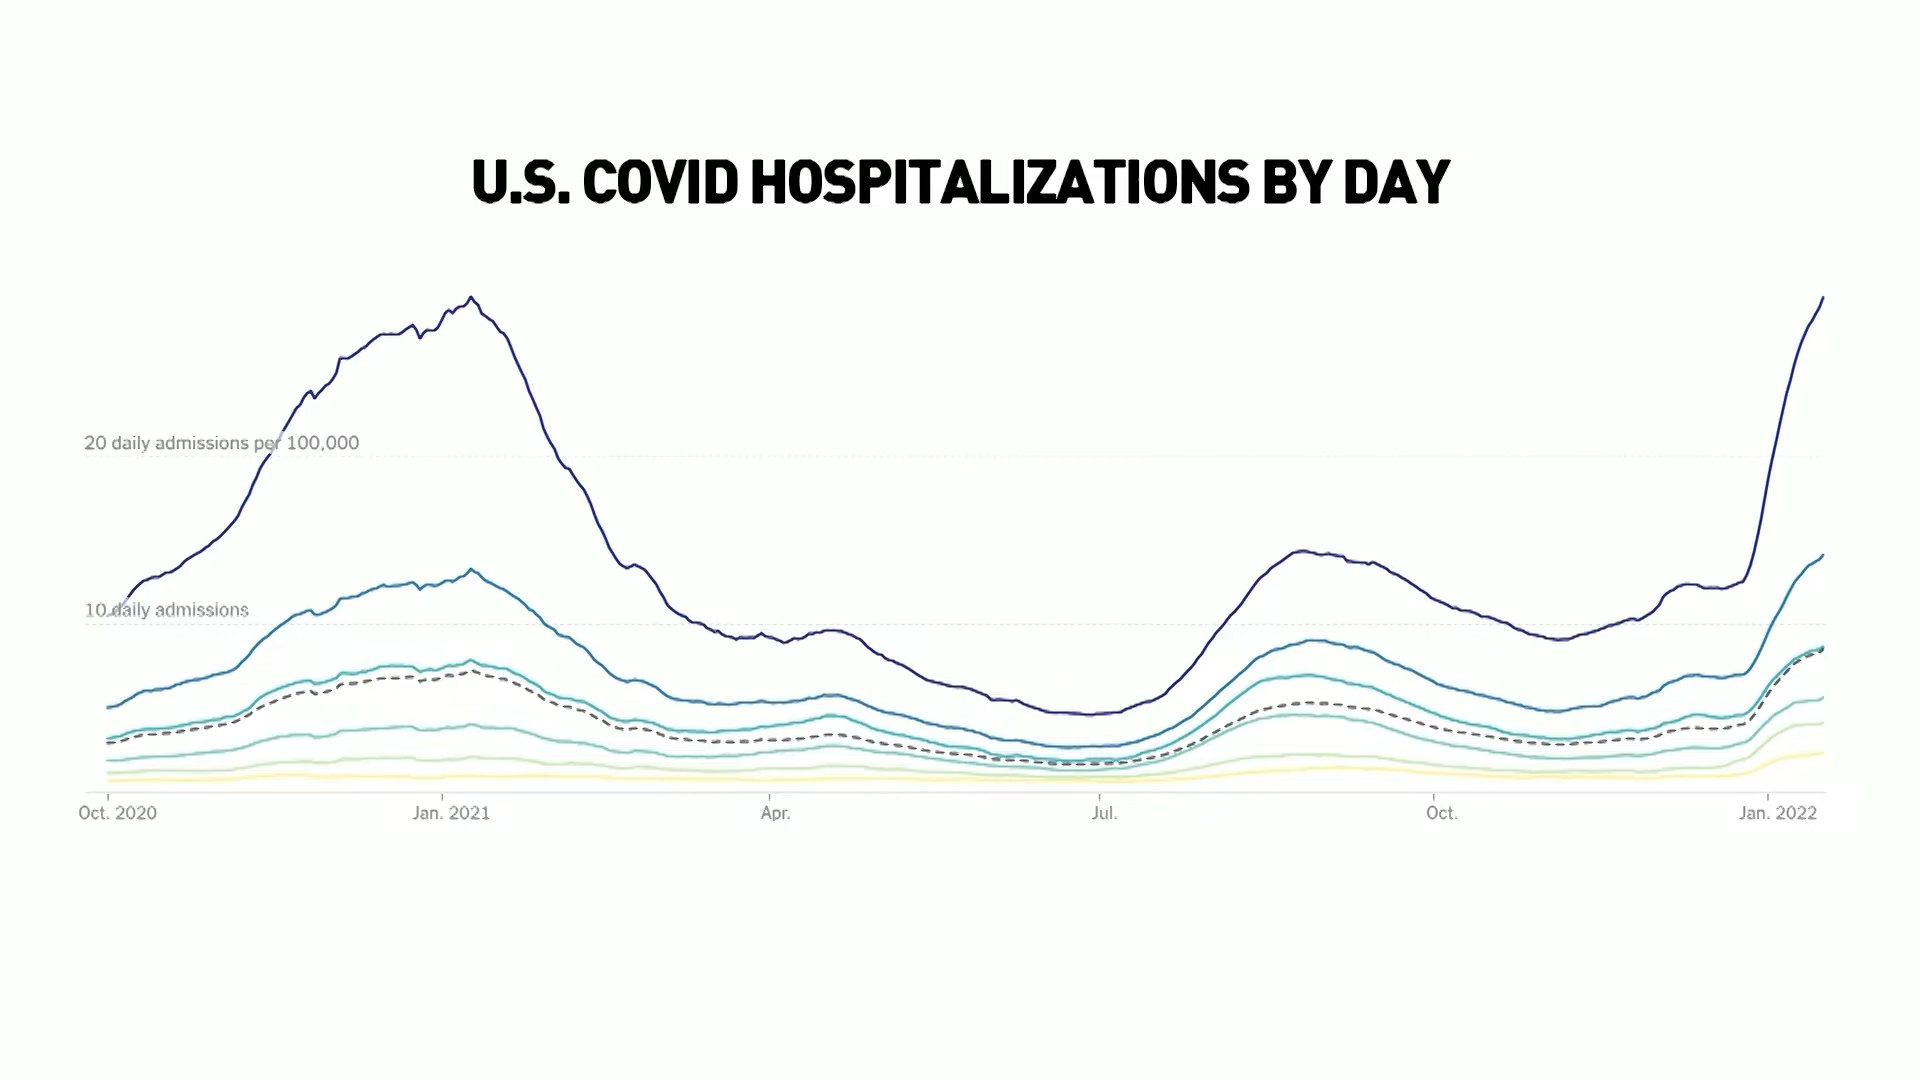 U.S. COVID HOSPITALIZATIONS BY DAY
20 daily admissions per 100,000
10 daily admissions
Oct. 2020 Jan. 2021 Apr. Jul. Oct. Jan. 2022